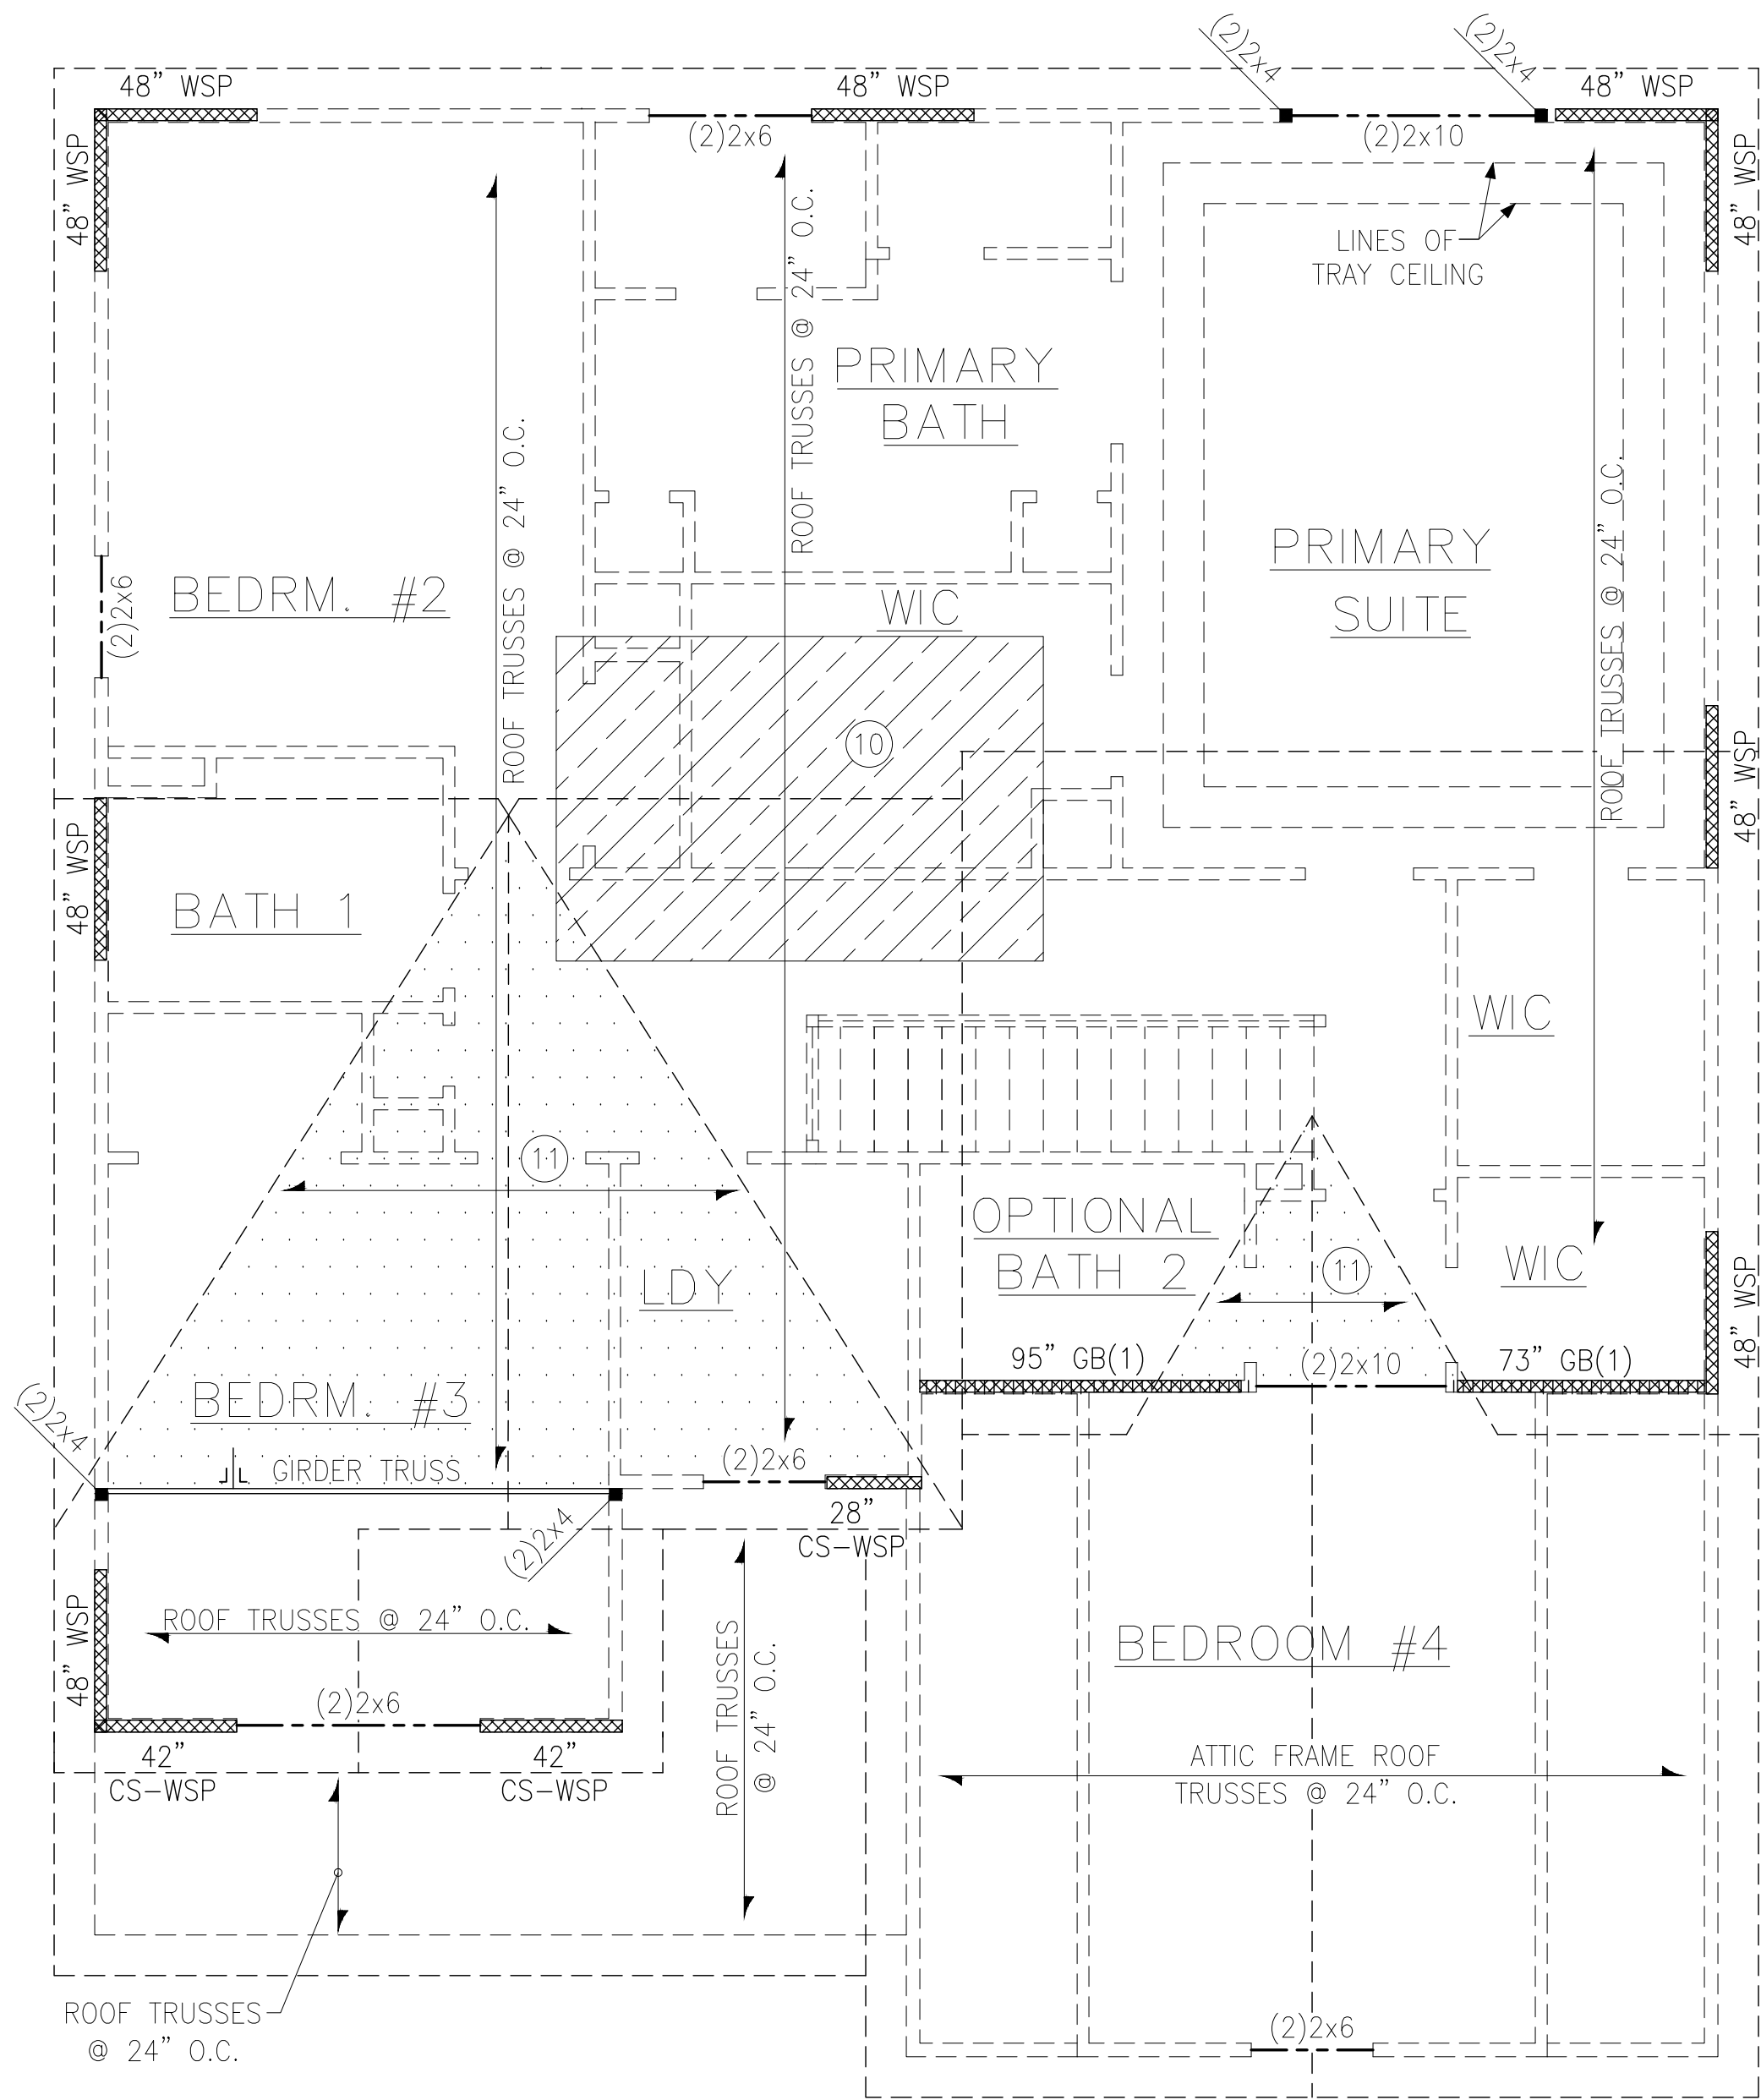 (2)2x4
(2)2x4
48" WSP
48" WSP
48" WSP
48" WSP
(2)2x6
(2)2x10
48" WSP
LINES OF
TRAY CEILING
ROOF TRUSSES @ 24" O.C.
ROOF TRUSSES @ 24" O.C.
ROOF TRUSSES @ 24" O.C.
PRIMARY
BATH
PRIMARY
SUITE
BEDRM. #2
(2)2x6
WIC
10
48" WSP
48" WSP
BATH 1
WIC
11
OPTIONAL
BATH 2
11
WIC
LDY
48" WSP
95" GB(1)
(2)2x10
73" GB(1)
BEDRM. #3
(2)2x4
GIRDER TRUSS
(2)2x6
28"
CS-WSP
(2)2x4
48" WSP
ROOF TRUSSES @ 24" O.C.
ROOF TRUSSES
@ 24" O.C.
BEDROOM #4
(2)2x6
42"
CS-WSP
42"
CS-WSP
ATTIC FRAME ROOF
TRUSSES @ 24" O.C.
ROOF TRUSSES
@ 24" O.C.
(2)2x6